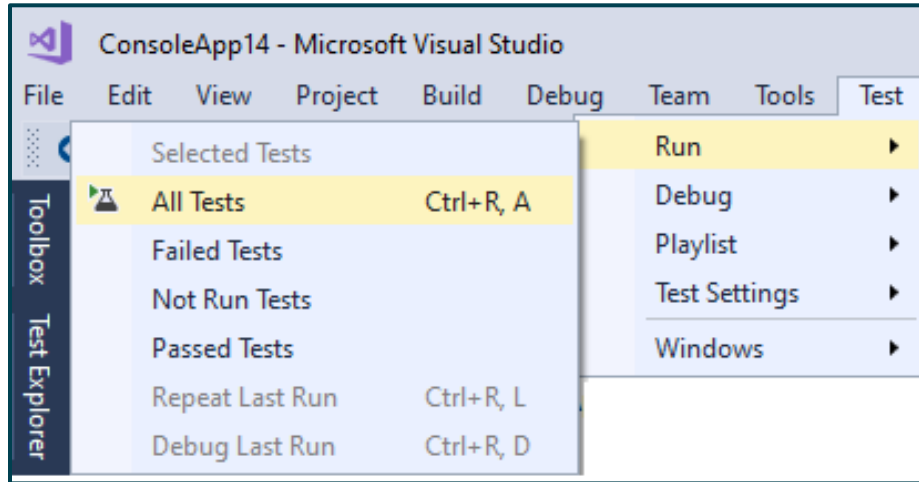 ConsoleApp14 - Microsoft Visual Studio
File Edit View Project Build Debug Team Tools Test
Selected Tests
All Tests Ctrl+R, A
Failed Tests
Not Run Tests
Passed Tests
Repeat Last Run Ctrl+R, L
Debug Last Run Ctrl+R, D
Run
Debug
Playlist
Test Settings
Windows
Toolbox
Test Explorer